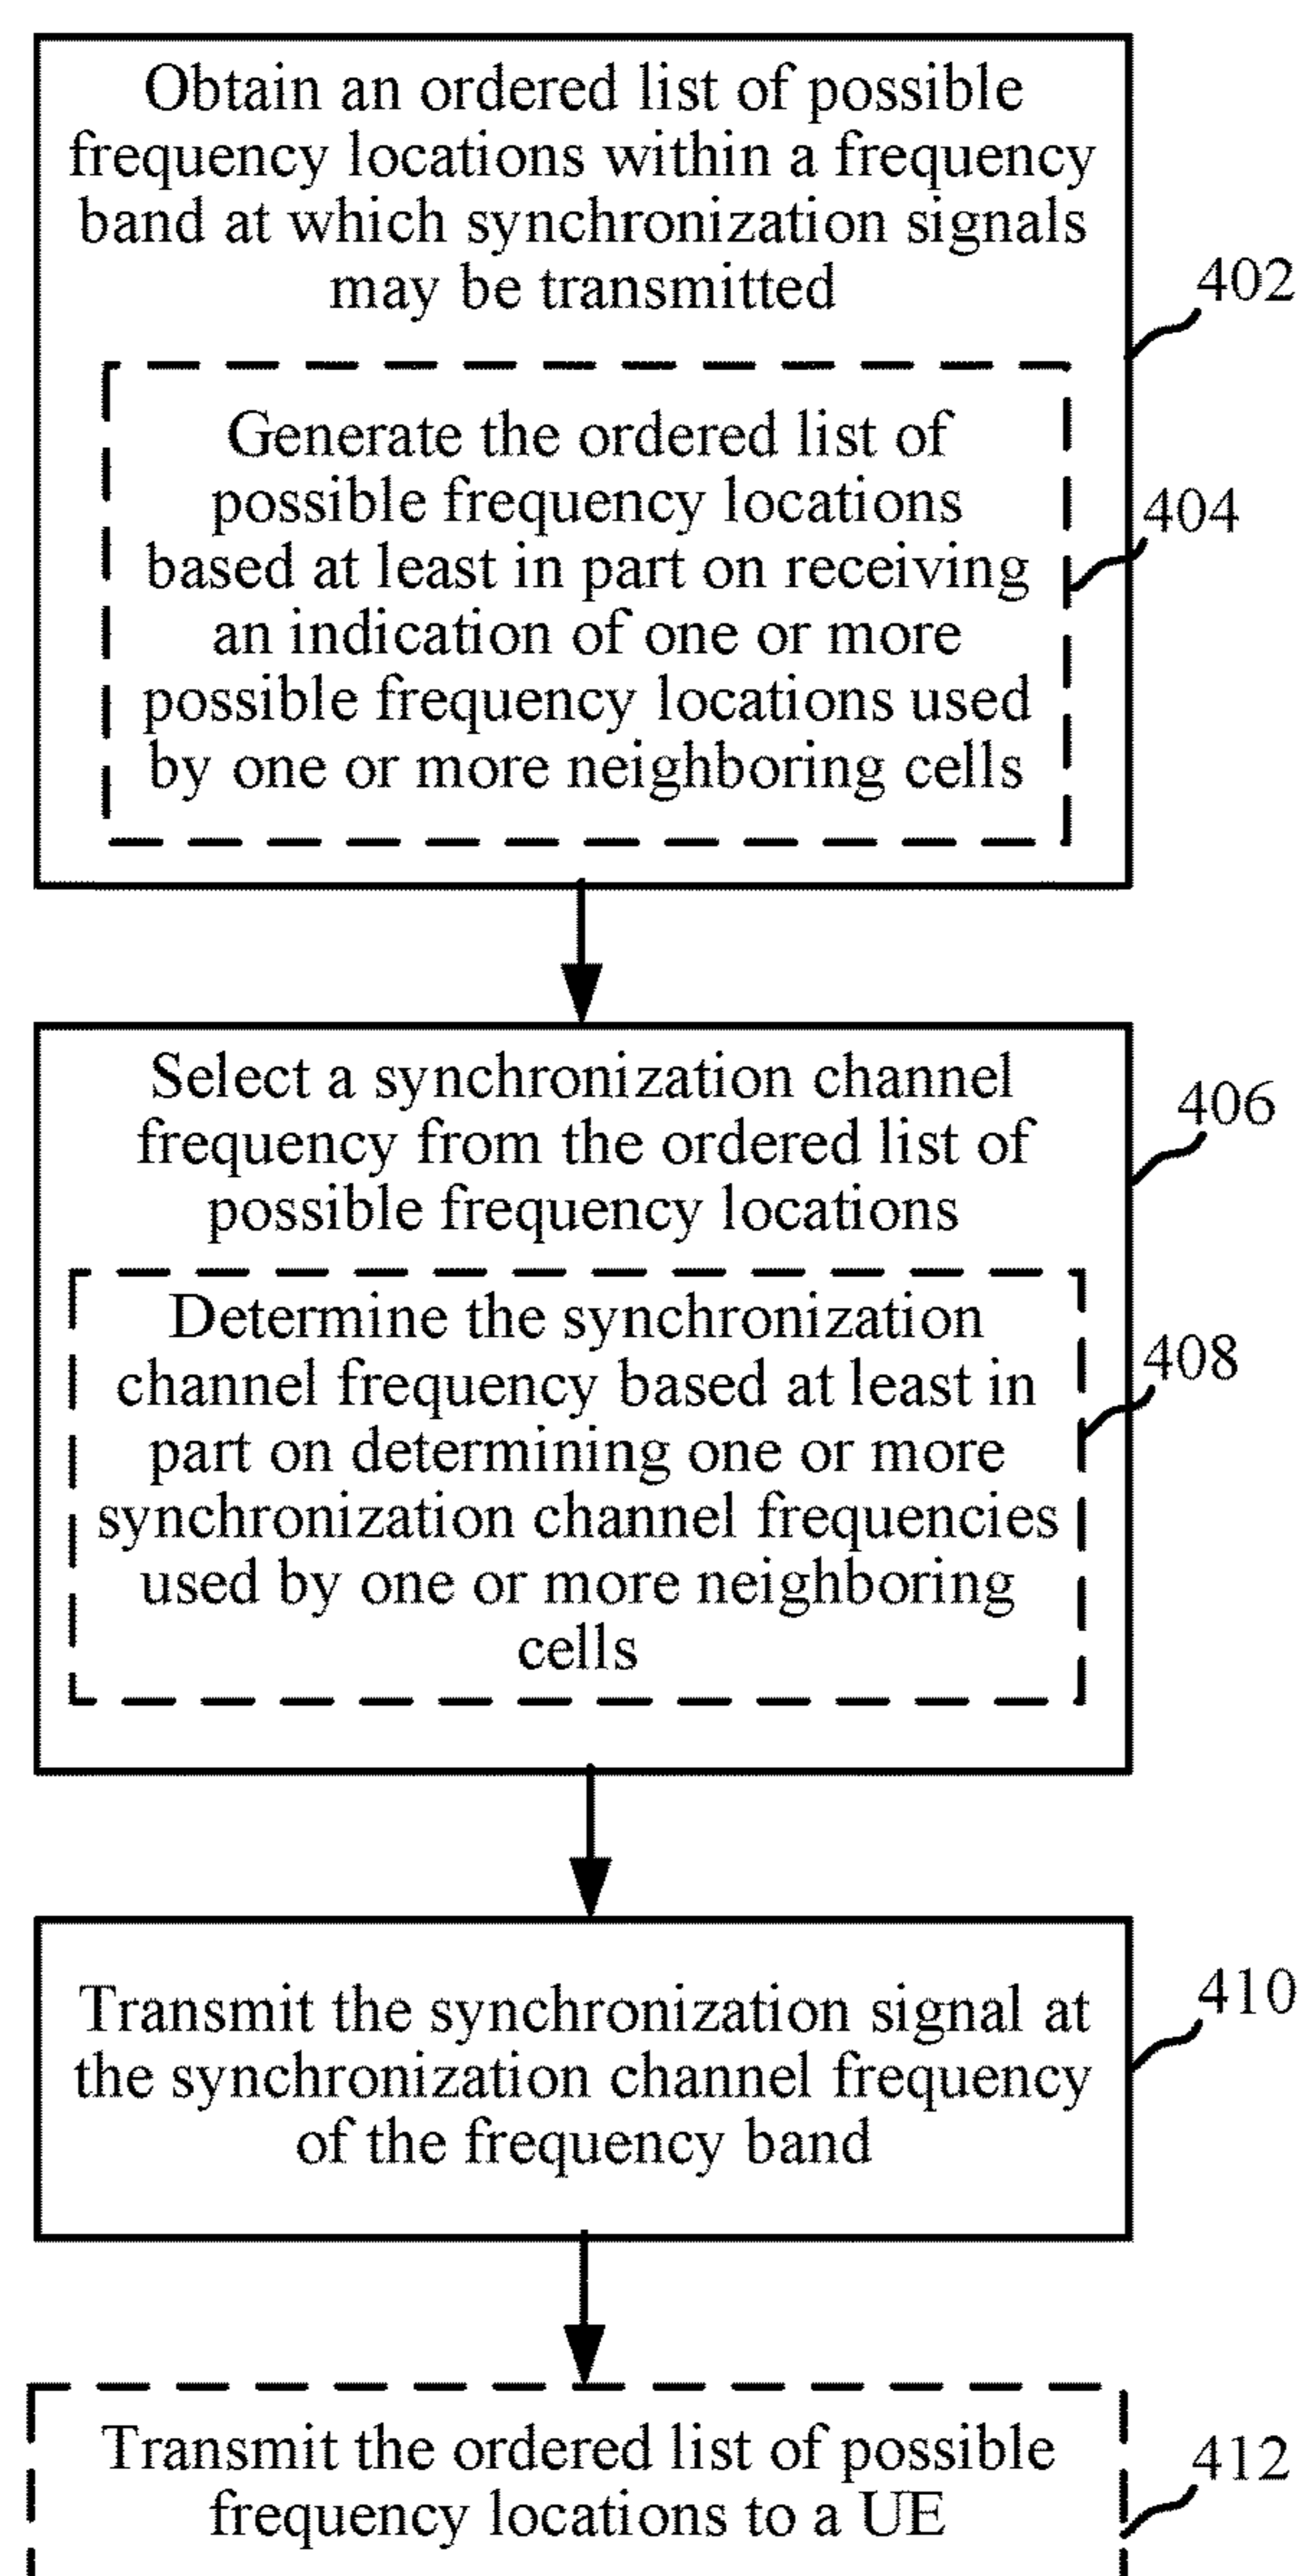 Obtain an ordered list of possible
frequency locations within a frequency
band at which synchronization signals
may be transmitted
402
Generate the ordered list of
possible frequency locations
based at least in part on receiving
an indication of one or more
possible frequency locations used
by one or more neighboring cells
404
Select a synchronization channel
frequency from the ordered list of
possible frequency locations
406
Determine the synchronization
channel frequency based at least in
part on determining one or more
synchronization channel frequencies
used by one or more neighboring
cells
408
Transmit the synchronization signal at
the synchronization channel frequency
of the frequency band
410
Transmit the ordered list of possible
frequency locations to a UE
412